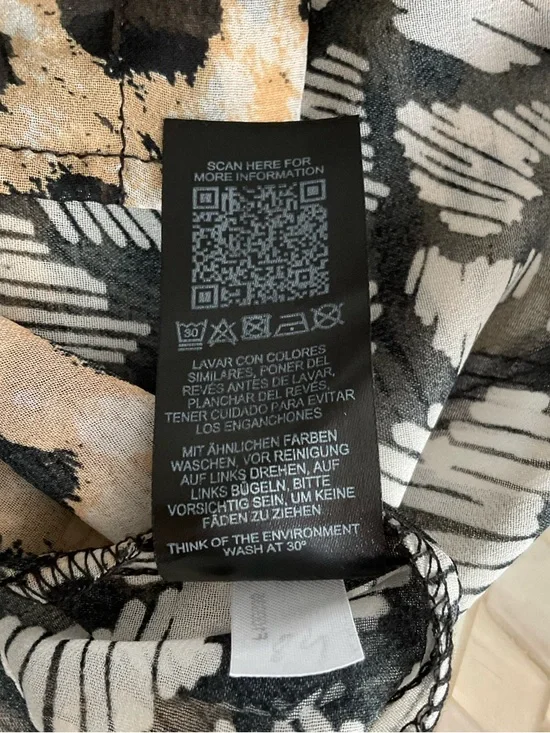 SCAN HERE FOR
MORE INFORMATION
30
LAVAR CON COLORES
SIMILARES, PONER DEL
REVÉS ANTES DE LAVAR,
PLANCHAR DEL REVÉS,
TENER CUIDADO PARA EVITAR
LOS ENGANCHONES
MIT ÄHNLICHEN FARBEN
WASCHEN, VOR REINIGUNG
AUF LINKS DREHEN, AUF
LINKS BÜGELN, BITTE
VORSICHTIG SEIN, UM KEINE
FÄDEN ZU ZIEHEN
THINK OF THE ENVIRONMENT
WASH AT 30°